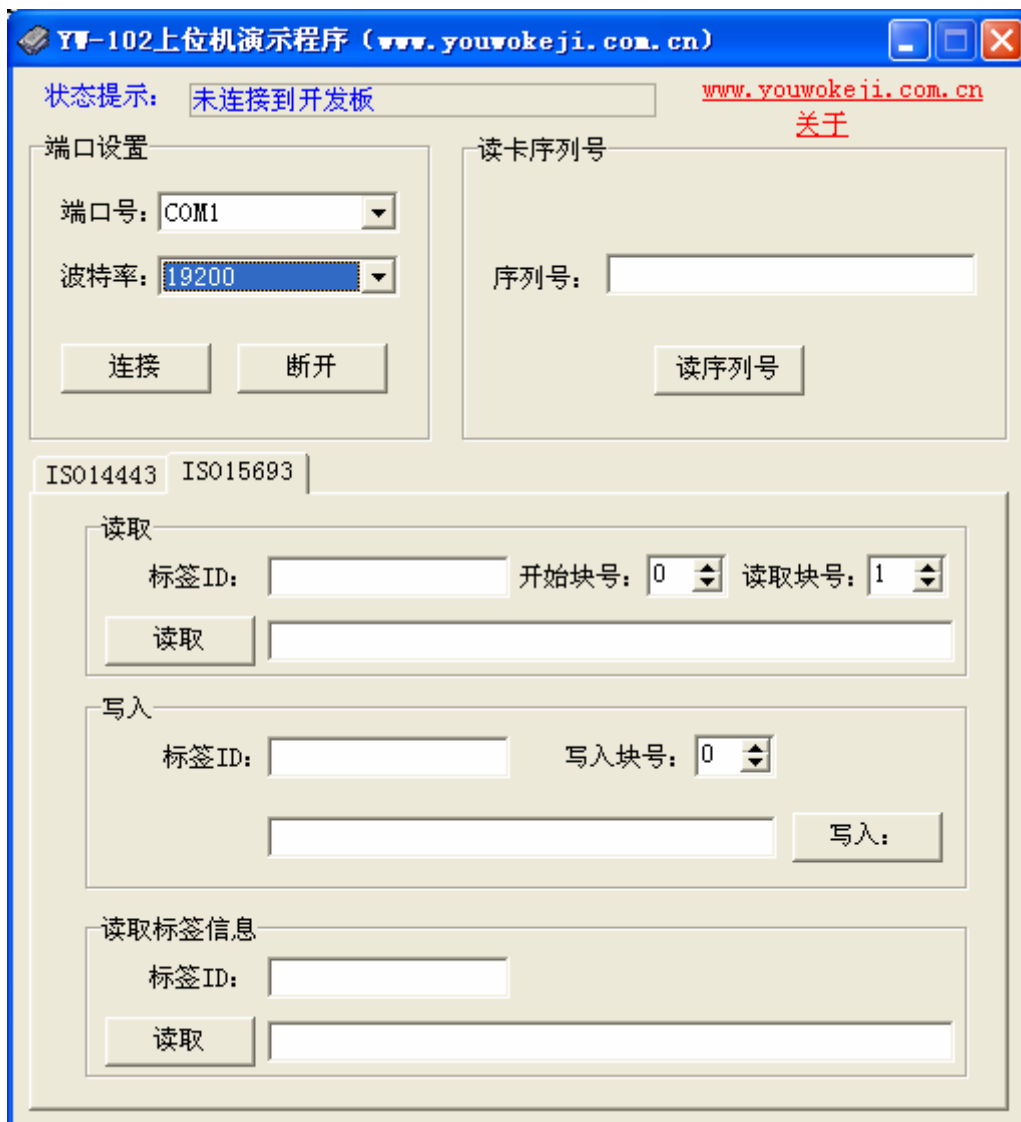 YW-102上位机演示程序（www.youwokeji.com.cn）
状态提示： 未连接到开发板
www.youwokeji.com.cn
关于
端口设置
端口号： COM1
波特率： 19200
连接 断开
读卡序列号
序列号：
读序列号
ISO14443 ISO15693
读取
标签ID： 开始块号： 0 读取块号： 1
读取
写入
标签ID： 写入块号： 0
写入：
读取标签信息
标签ID：
读取